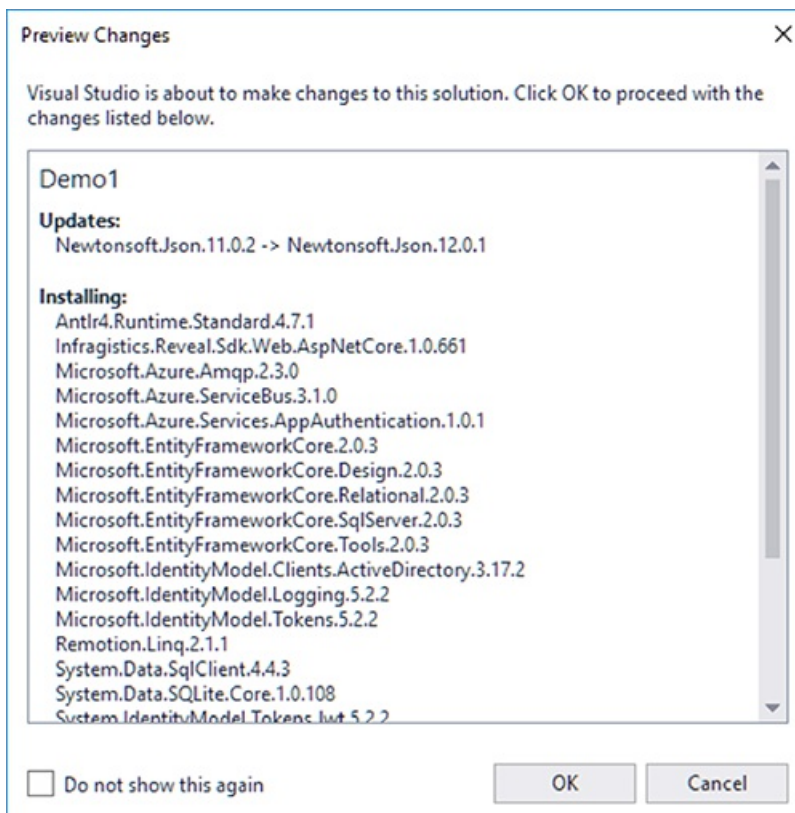 Preview Changes
Visual Studio is about to make changes to this solution. Click OK to proceed with the
changes listed below.
Demo1
Updates:
Newtonsoft.Json.11.0.2 -> Newtonsoft.Json.12.0.1
Installing:
Antlr4.Runtime.Standard.4.7.1
Infragistics.Reveal.Sdk.Web.AspNetCore.1.0.661
Microsoft.Azure.Amqp.2.3.0
Microsoft.Azure.ServiceBus.3.1.0
Microsoft.Azure.Services.AppAuthentication.1.0.1
Microsoft.EntityFrameworkCore.2.0.3
Microsoft.EntityFrameworkCore.Design.2.0.3
Microsoft.EntityFrameworkCore.Relational.2.0.3
Microsoft.EntityFrameworkCore.SqlServer.2.0.3
Microsoft.EntityFrameworkCore.Tools.2.0.3
Microsoft.IdentityModel.Clients.ActiveDirectory.3.17.2
Microsoft.IdentityModel.Logging.5.2.2
Microsoft.IdentityModel.Tokens.5.2.2
Remotion.Linq.2.1.1
System.Data.SqlClient.4.4.3
System.Data.SQLite.Core.1.0.108
System.IdentityModel.Tokens.Jwt.5.2.2
Do not show this again
OK
Cancel